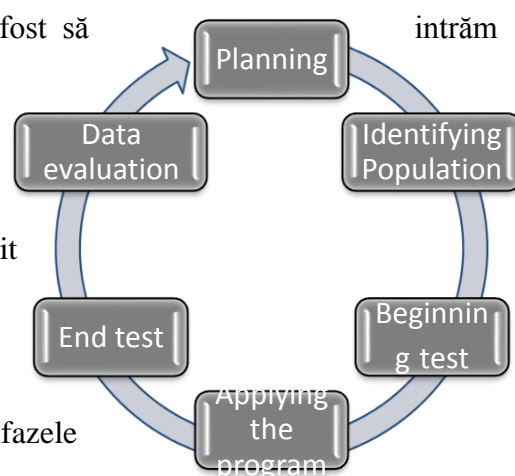 fost să
intrăm
Planning
Identifying
Population
Beginnin
g test
Applying
the
program
End test
Data
evaluation
it
fazele